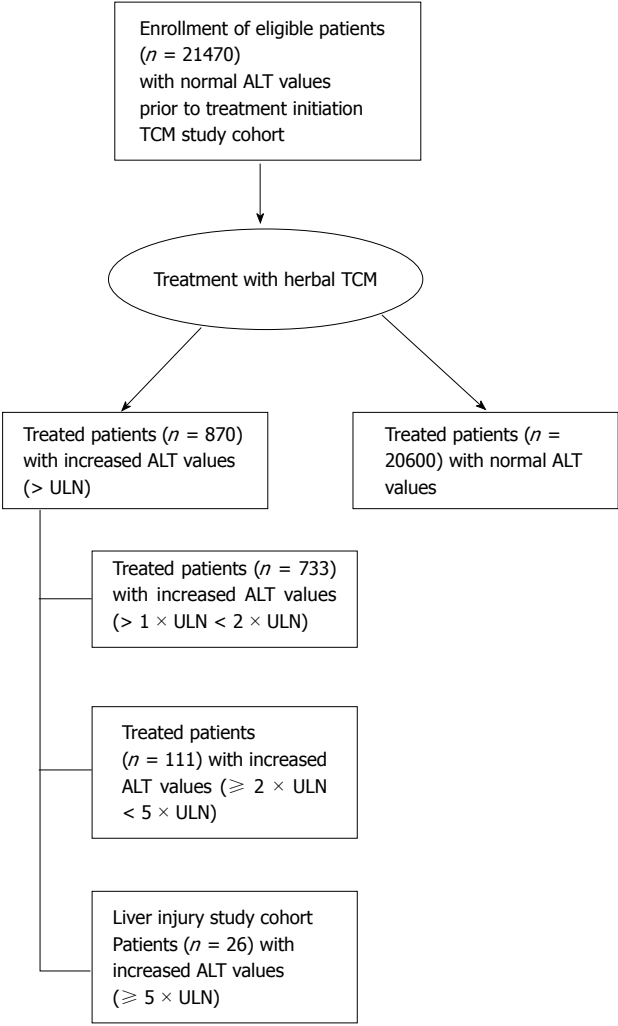 Enrollment of eligible patients
(n = 21470)
with normal ALT values
prior to treatment initiation
TCM study cohort
Treatment with herbal TCM
Treated patients (n = 870)
with increased ALT values
(> ULN)
Treated patients (n =
20600) with normal ALT
values
Treated patients (n = 733)
with increased ALT values
(> 1 × ULN < 2 × ULN)
Treated patients
(n = 111) with increased
ALT values (≥ 2 × ULN
< 5 × ULN)
Liver injury study cohort
Patients (n = 26) with
increased ALT values
(≥ 5 × ULN)